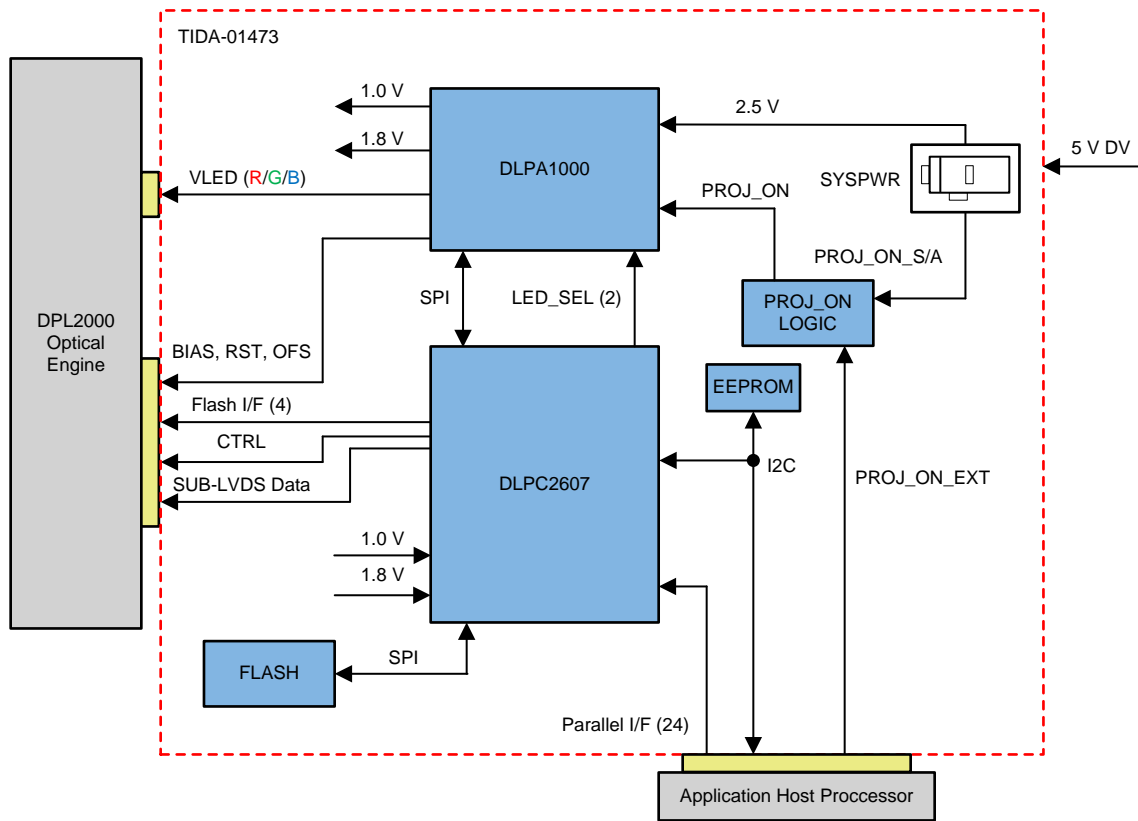 TIDA-01473
1.0 V
2.5 V
1.8 V
5 V DV
DLPA1000
SYSPWR
VLED (R/G/B)
PROJ_ON
PROJ_ON_S/A
SPI
LED_SEL (2)
PROJ_ON
LOGIC
DPL2000
Optical
Engine
BIAS, RST, OFS
EEPROM
Flash I/F (4)
CTRL
I2C
PROJ_ON_EXT
SUB-LVDS Data
DLPC2607
1.0 V
1.8 V
SPI
FLASH
Parallel I/F (24)
Application Host Proccessor